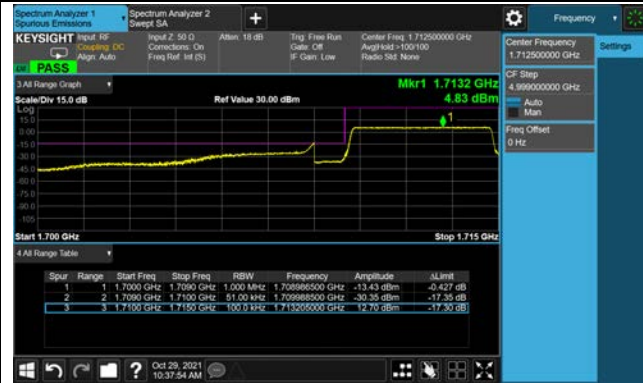 Spectrum Analyzer 1
Spurious Emissions
Spectrum Analyzer 2
Swept SA
+
Frequency
KEYSIGHT
Input: RF
Coupling: DC
Align: Auto
Input Z: 50 Ω
Corrections: On
Freq Ref: Int (S)
Atten: 18 dB
Trig: Free Run
Gate: Off
IF Gain: Low
Center Freq: 1.712500000 GHz
Avg|Hold:>100/100
Radio Std: None
PASS
Center Frequency
1.712500000 GHz
Settings
CF Step
4.999000000 GHz
Auto
Man
Freq Offset
0 Hz
3 All Range Graph
Mkr1 1.7132 GHz
Scale/Div 15.0 dB
Ref Value 30.00 dBm
4.83 dBm
Log
15.0
0.00
-15.0
-30.0
-45.0
-60.0
-75.0
-90.0
-105
1
Start 1.700 GHz
Stop 1.715 GHz
4 All Range Table
Spur Range Start Freq Stop Freq RBW Frequency Amplitude ΔLimit
1 1 1.7000 GHz 1.7090 GHz 1.000 MHz 1.708986500 GHz -13.43 dBm -0.427 dB
2 2 1.7090 GHz 1.7100 GHz 51.00 kHz 1.709988500 GHz -30.35 dBm -17.35 dB
3 3 1.7100 GHz 1.7150 GHz 100.0 kHz 1.713205000 GHz 12.70 dBm -17.30 dB
?
Oct 29, 2021
10:37:54 AM